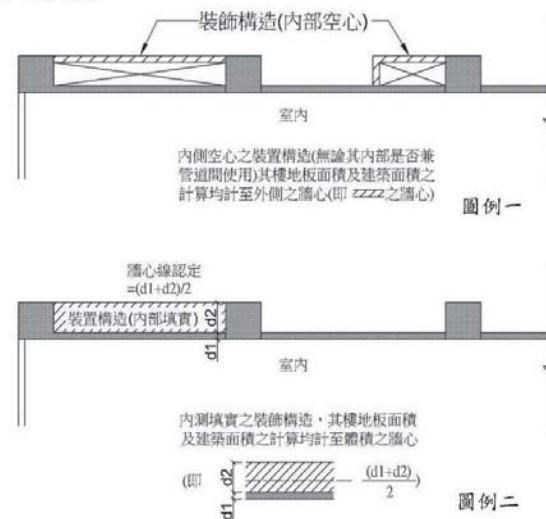 裝飾構造(內部空心)
室內
內側空心之裝置構造(無論其內部是否兼
管道間使用)其樓地板面積及建築面積之
計算均計至外側之牆心(即 之牆心)
圖例一
牆心線認定
=(d1+d2)/2
裝置構造(內部填實)
d2
d1
室內
內測填實之裝飾構造，其樓地板面積
及建築面積之計算均計至體積之牆心
(即
d2
d1
(d1+d2)
2
)
圖例二